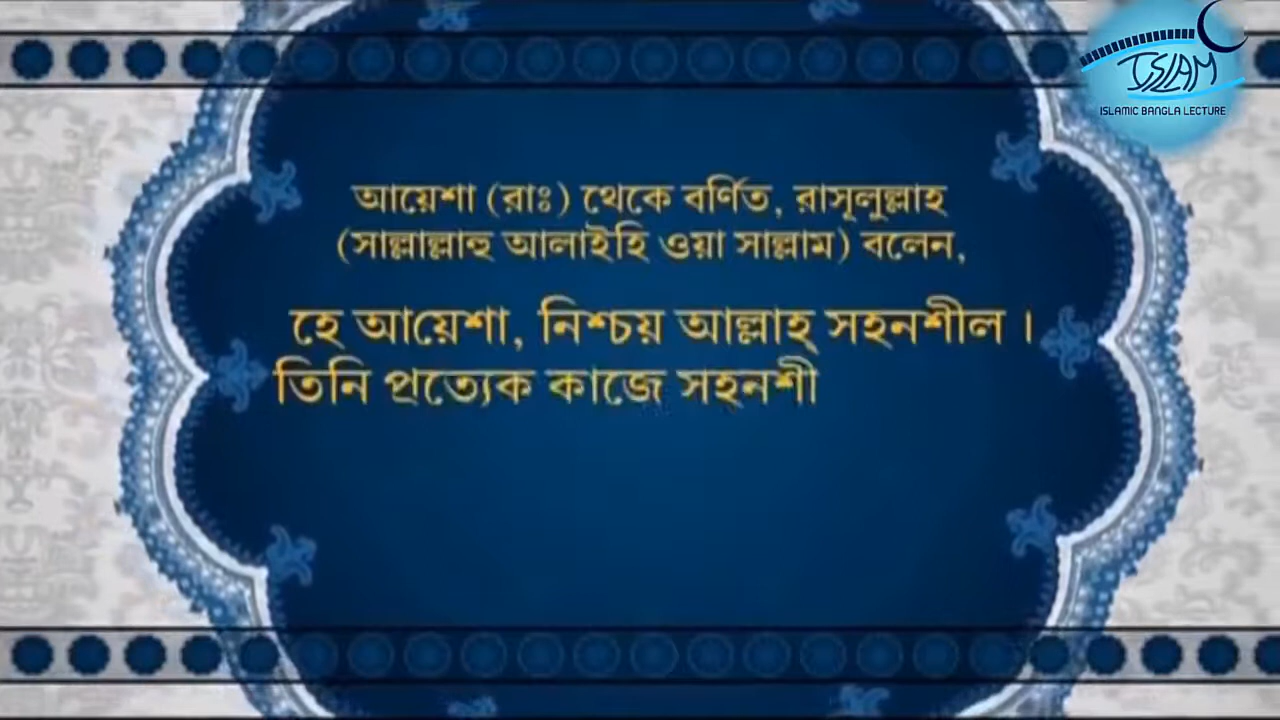 ISLAM
ISLAMIC BANGLA LECTURE
আয়েশা (রাঃ) থেকে বর্ণিত, রাসূলুল্লাহ
(সাল্লাল্লাহু আলাইহি ওয়া সাল্লাম) বলেন,
হে আয়েশা, নিশ্চয় আল্লাহ্ সহনশীল ।
তিনি প্রত্যেক কাজে সহনশী